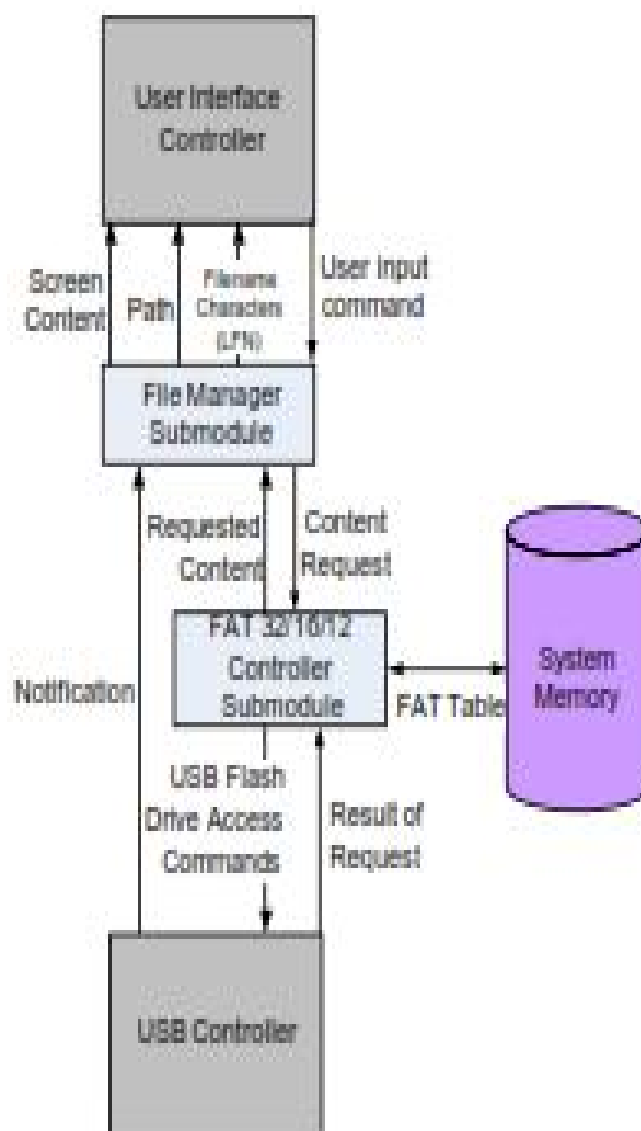 User Interface
Controller
Screen
Content
Path
Filename
Characters
(LFN)
User Input
command
File Manager
Submodule
Requested
Content
Content
Request
FAT 32/16/12
Controller
Submodule
System
Memory
Notification
FAT Table
USB Flash
Drive Access
Commands
Result of
Request
USB Controller